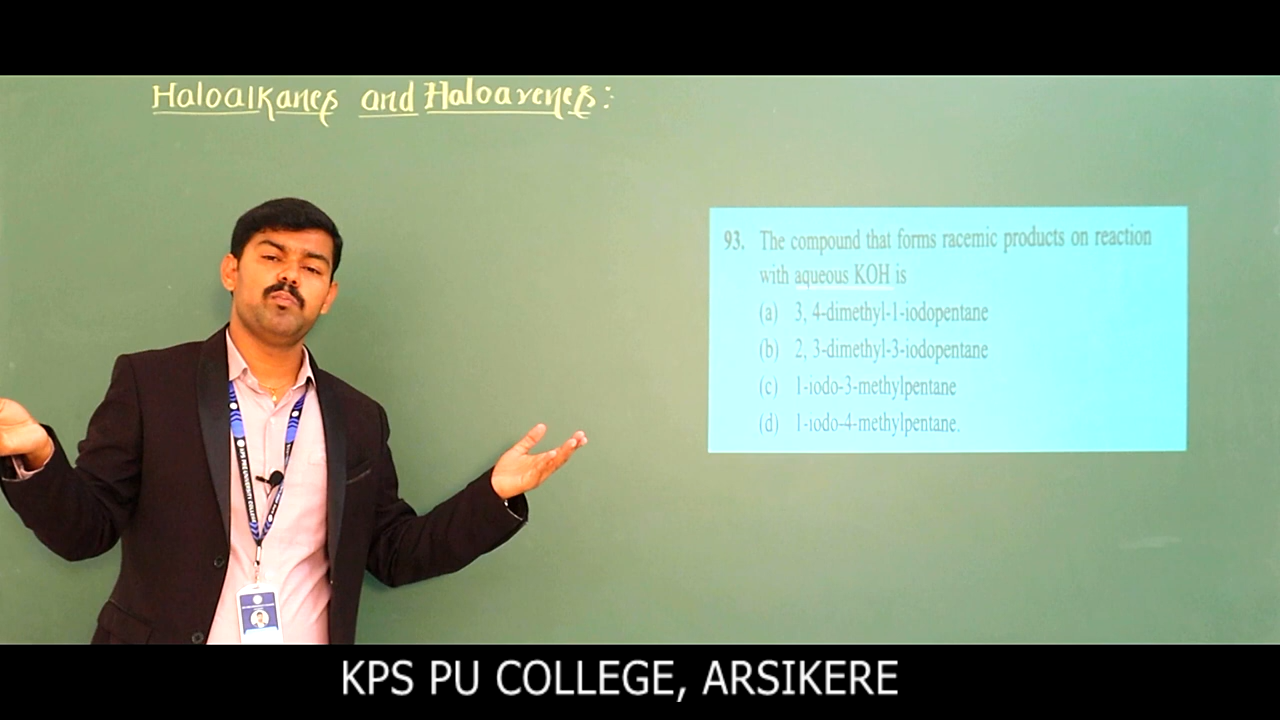 Haloalkanes and Haloarenes:
93. The compound that forms racemic products on reaction
with aqueous KOH is
(a) 3, 4-dimethyl-1-iodopentane
(b) 2, 3-dimethyl-3-iodopentane
(c) 1-iodo-3-methylpentane
(d) 1-iodo-4-methylpentane.
KPS PU COLLEGE, ARSIKERE